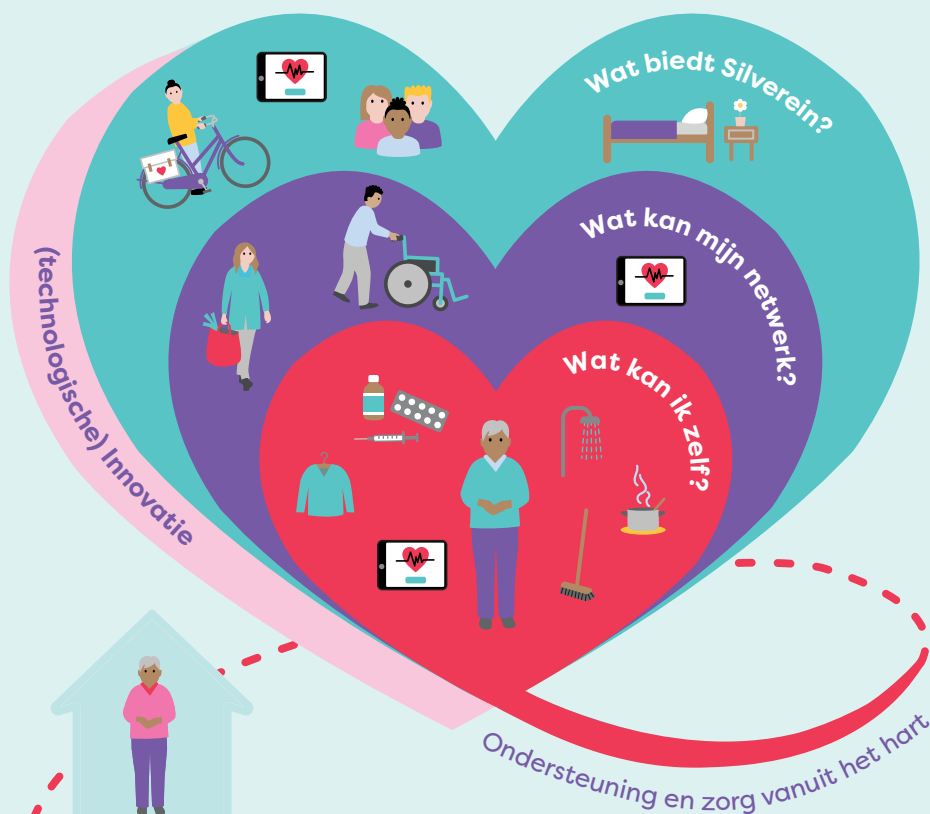 Wat biedt Silverein?
Wat kan mijn netwerk?
Wat kan ik zelf?
(technologische) Innovatie
Ondersteuning en zorg vanuit het hart